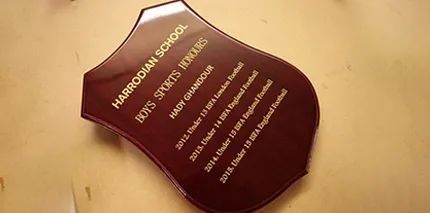 HARRODIAN SCHOOL
BOYS SPORTS HONOURS
HADY GHANDOUR
2012. Under 13 ISFA London Football
2013. Under 14 ISFA England Football
2014. Under 15 ISFA England Football
2015. Under 15 ISFA England Football